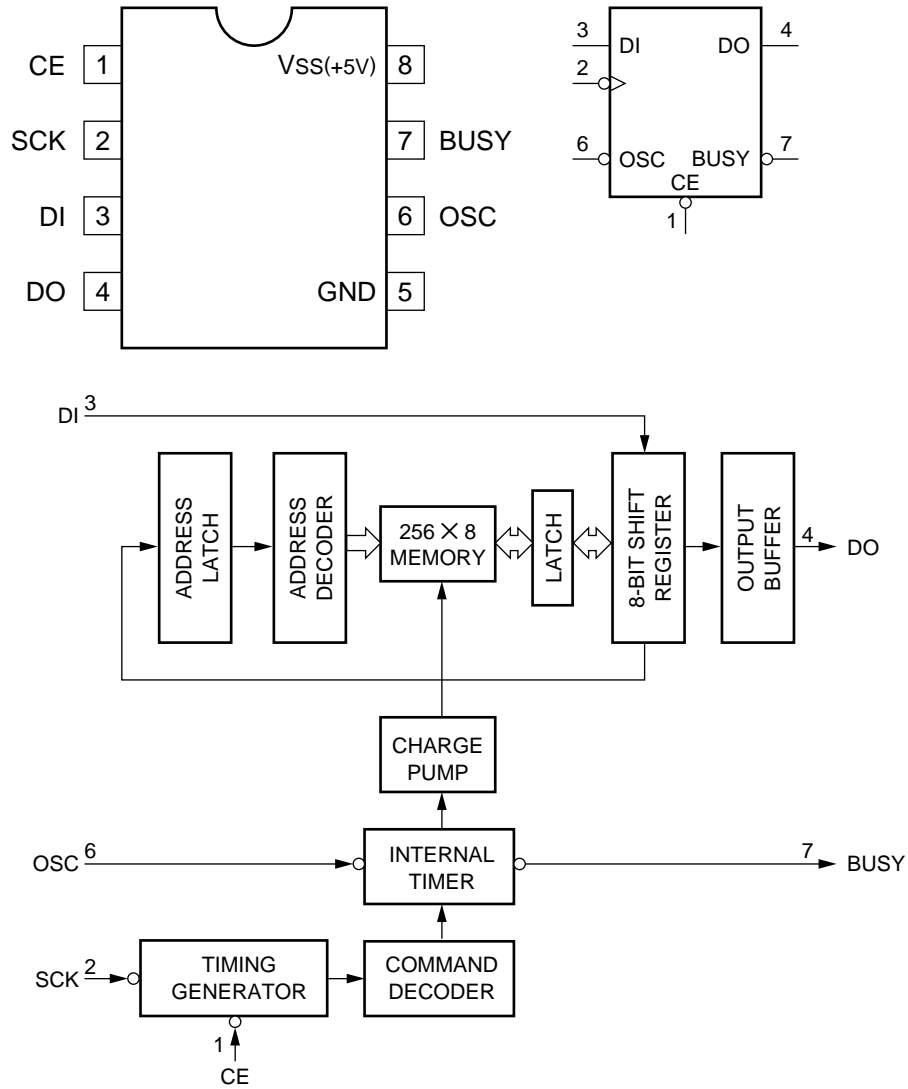 CE 1 VSS(+5V) 8
SCK 2 7 BUSY
DI 3 6 OSC
DO 4 GND 5
3 DI DO 4
2
6 OSC BUSY 7
CE
1
DI 3
ADDRESS
LATCH
ADDRESS
DECODER
256 × 8
MEMORY
LATCH
8-BIT SHIFT
REGISTER
OUTPUT
BUFFER
4 DO
CHARGE
PUMP
OSC 6
INTERNAL
TIMER
7 BUSY
SCK 2
TIMING
GENERATOR
COMMAND
DECODER
1
CE